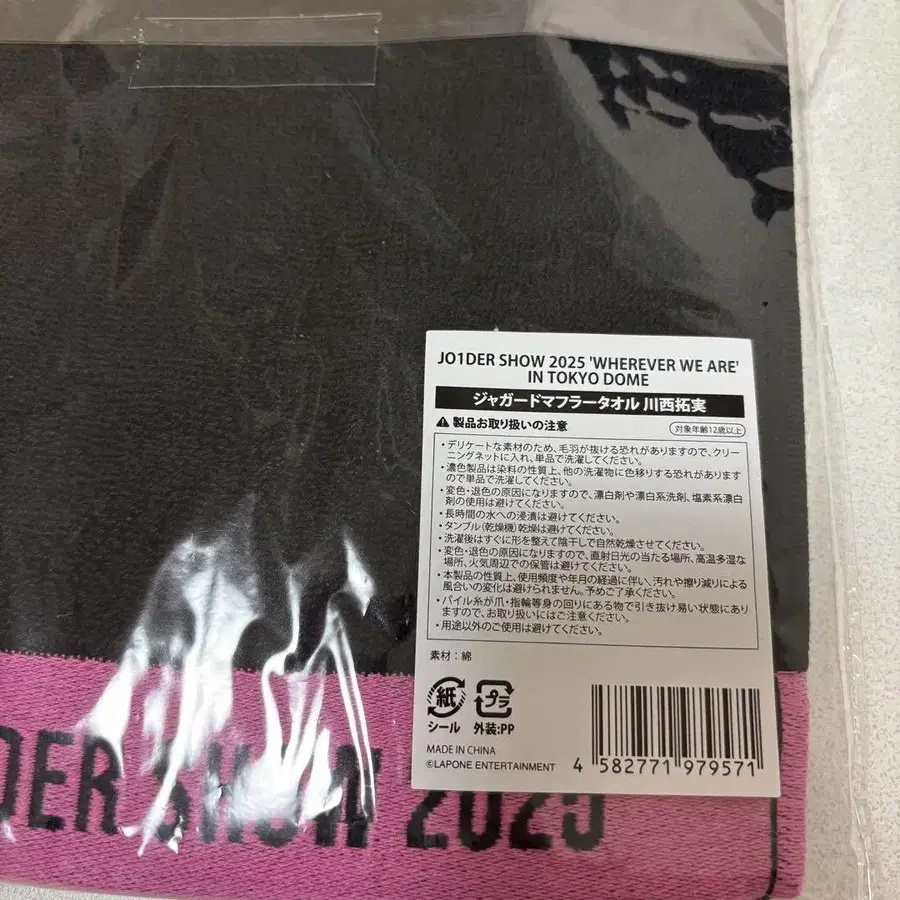 JO1DER SHOW 2025 'WHEREVER WE ARE'
IN TOKYO DOME
ジャガードマフラータオル 川西拓実
製品お取り扱いの注意
対象年齢12歳以上
・デリケートな素材のため、毛羽が抜ける恐れがありますので、クリー
ニングネットに入れ、単品で洗濯してください。
・濃色製品は染料の性質上、他の洗濯物に色移りする恐れがあります
ので単品で洗濯してください。
・変色・退色の原因になりますので、漂白剤や漂白系洗剤、塩素系漂白
剤の使用は避けてください。
・長時間の水への浸漬は避けてください。
・タンブル(乾燥機)乾燥は避けてください。
・洗濯後はすぐに形を整えて陰干しで自然乾燥させてください。
・変色・退色の原因になりますので、直射日光の当たる場所、高温多湿な
場所、火気周辺での保管は避けてください。
・本製品の性質上、使用頻度や年月の経過に伴い、汚れや擦り減りによる
風合いの変化は避けられません。予めご了承ください。
・パイル糸が爪・指輪等身の回りにある物で引き抜け易い状態にありま
すので、お取り扱いにはご注意ください。
・用途以外のご使用は避けてください。
素材:綿
紙
シール
プラ
外装:PP
MADE IN CHINA
©LAPONE ENTERTAINMENT
4 582771 979571
DER SHOW 2025